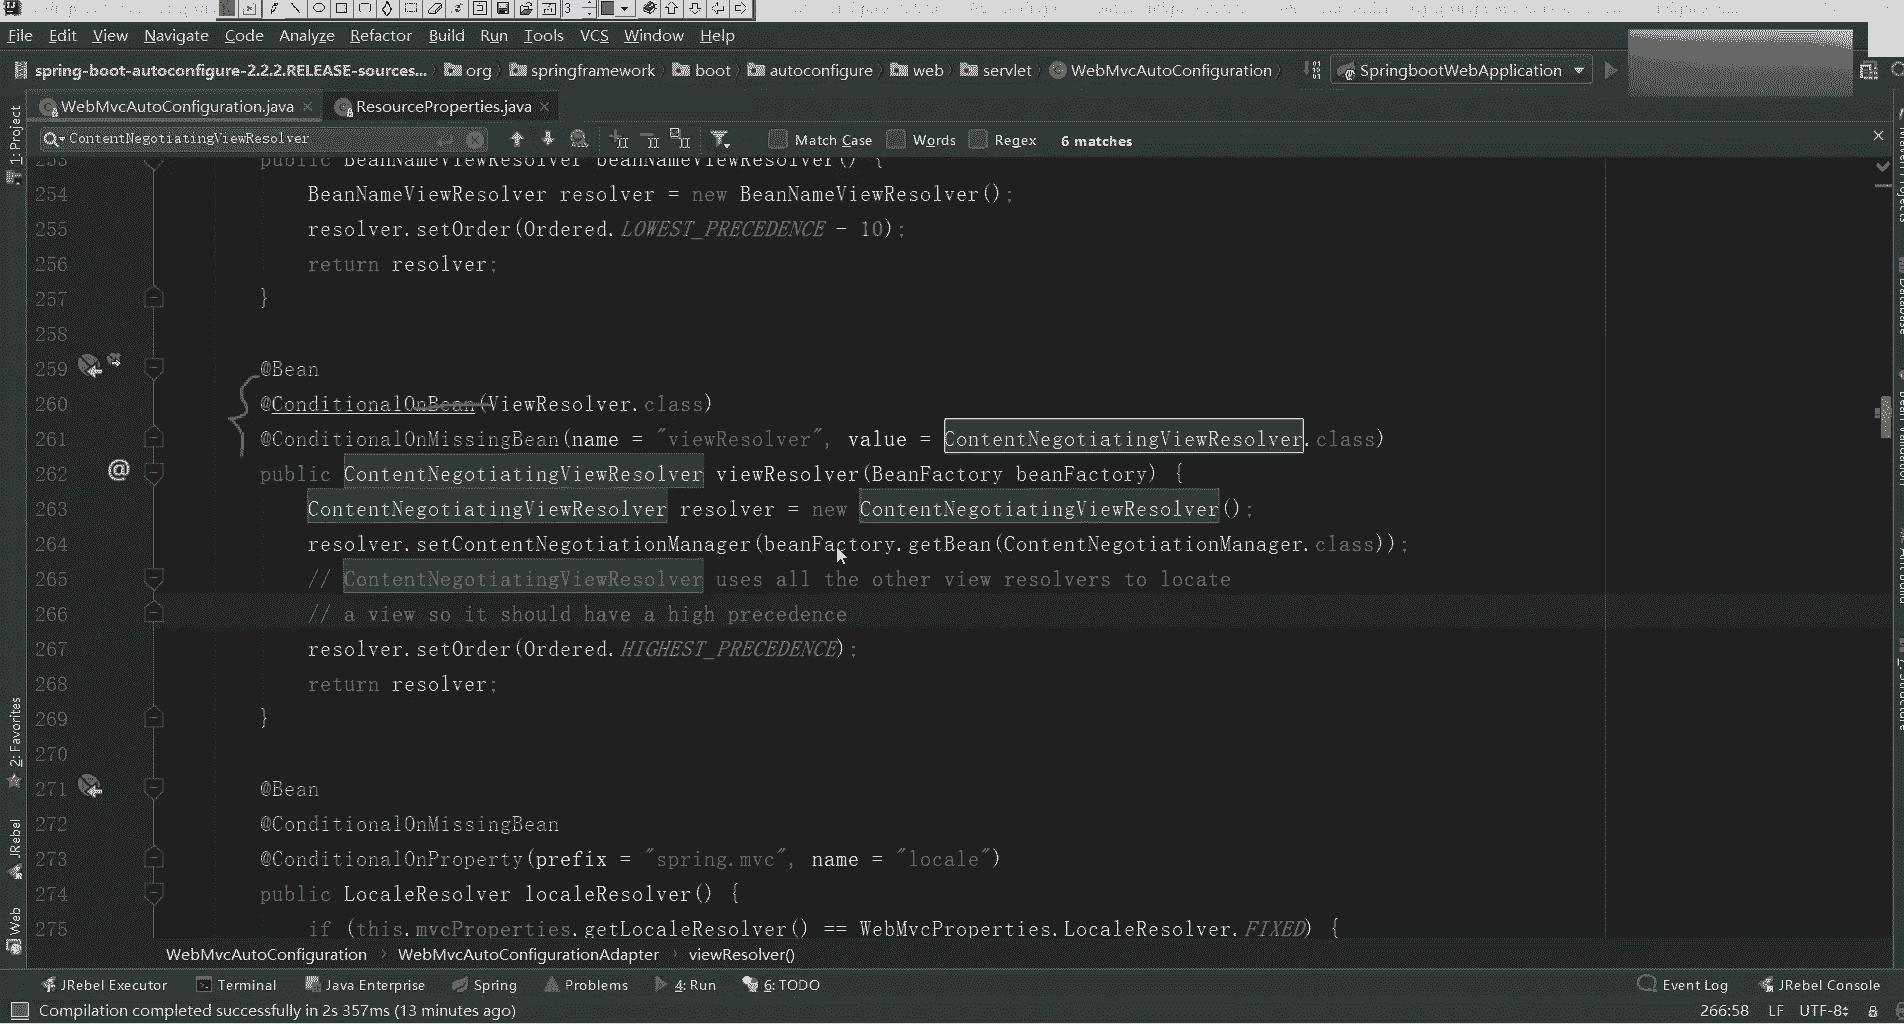 File Edit View Navigate Code Analyze Refactor Build Run Tools VCS Window Help
spring-boot-autoconfigure-2.2.2.RELEASE-sources... org springframework boot autoconfigure web servlet WebMvcAutoConfiguration SpringbootWebApplication
WebMvcAutoConfiguration.java ResourceProperties.java
ContentNegotiatingViewResolver Match Case Words Regex 6 matches
253 public BeanNameViewResolver beanNameViewResolver() {
254 BeanNameViewResolver resolver = new BeanNameViewResolver();
255 resolver.setOrder(Ordered.LOWEST_PRECEDENCE - 10);
256 return resolver;
257 }
258
259 @Bean
260 @ConditionalOnBean(ViewResolver.class)
261 @ConditionalOnMissingBean(name = "viewResolver", value = ContentNegotiatingViewResolver.class)
262 public ContentNegotiatingViewResolver viewResolver(BeanFactory beanFactory) {
263 ContentNegotiatingViewResolver resolver = new ContentNegotiatingViewResolver();
264 resolver.setContentNegotiationManager(beanFactory.getBean(ContentNegotiationManager.class));
265 // ContentNegotiatingViewResolver uses all the other view resolvers to locate
266 // a view so it should have a high precedence
267 resolver.setOrder(Ordered.HIGHEST_PRECEDENCE);
268 return resolver;
269 }
270
271 @Bean
272 @ConditionalOnMissingBean
273 @ConditionalOnProperty(prefix = "spring.mvc", name = "locale")
274 public LocaleResolver localeResolver() {
275 if (this.mvcProperties.getLocaleResolver() == WebMvcProperties.LocaleResolver.FIXED) {
WebMvcAutoConfiguration WebMvcAutoConfigurationAdapter viewResolver()
JRebel Executor Terminal Java Enterprise Spring Problems 4: Run 6: TODO Event Log JRebel Console
Compilation completed successfully in 2s 357ms (13 minutes ago) 266:58 LF UTF-8
1: Project
2: Favorites
JRebel
Web
3